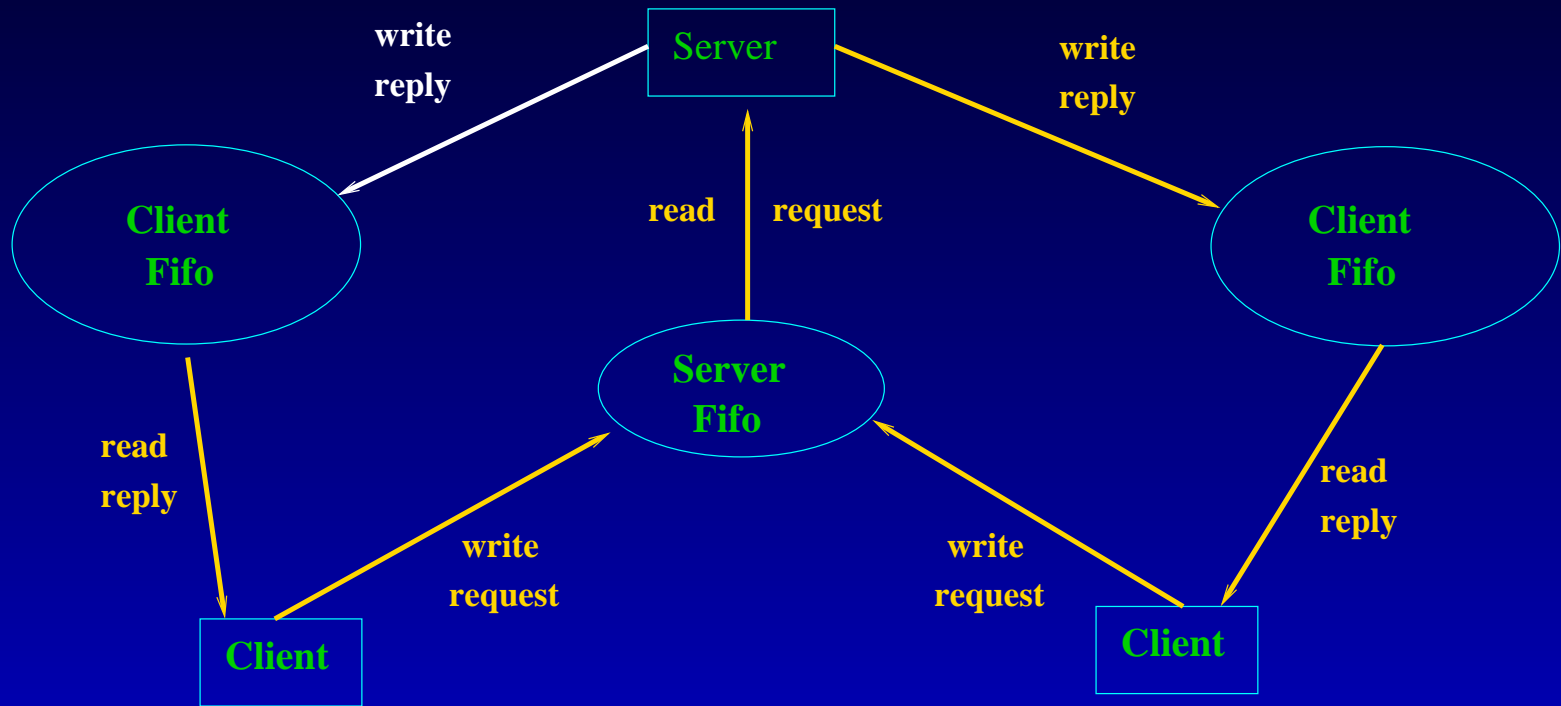 write
reply
Server
write
reply
Client
Fifo
read request
Client
Fifo
Server
Fifo
read
reply
write
request
write
request
read
reply
Client
Client